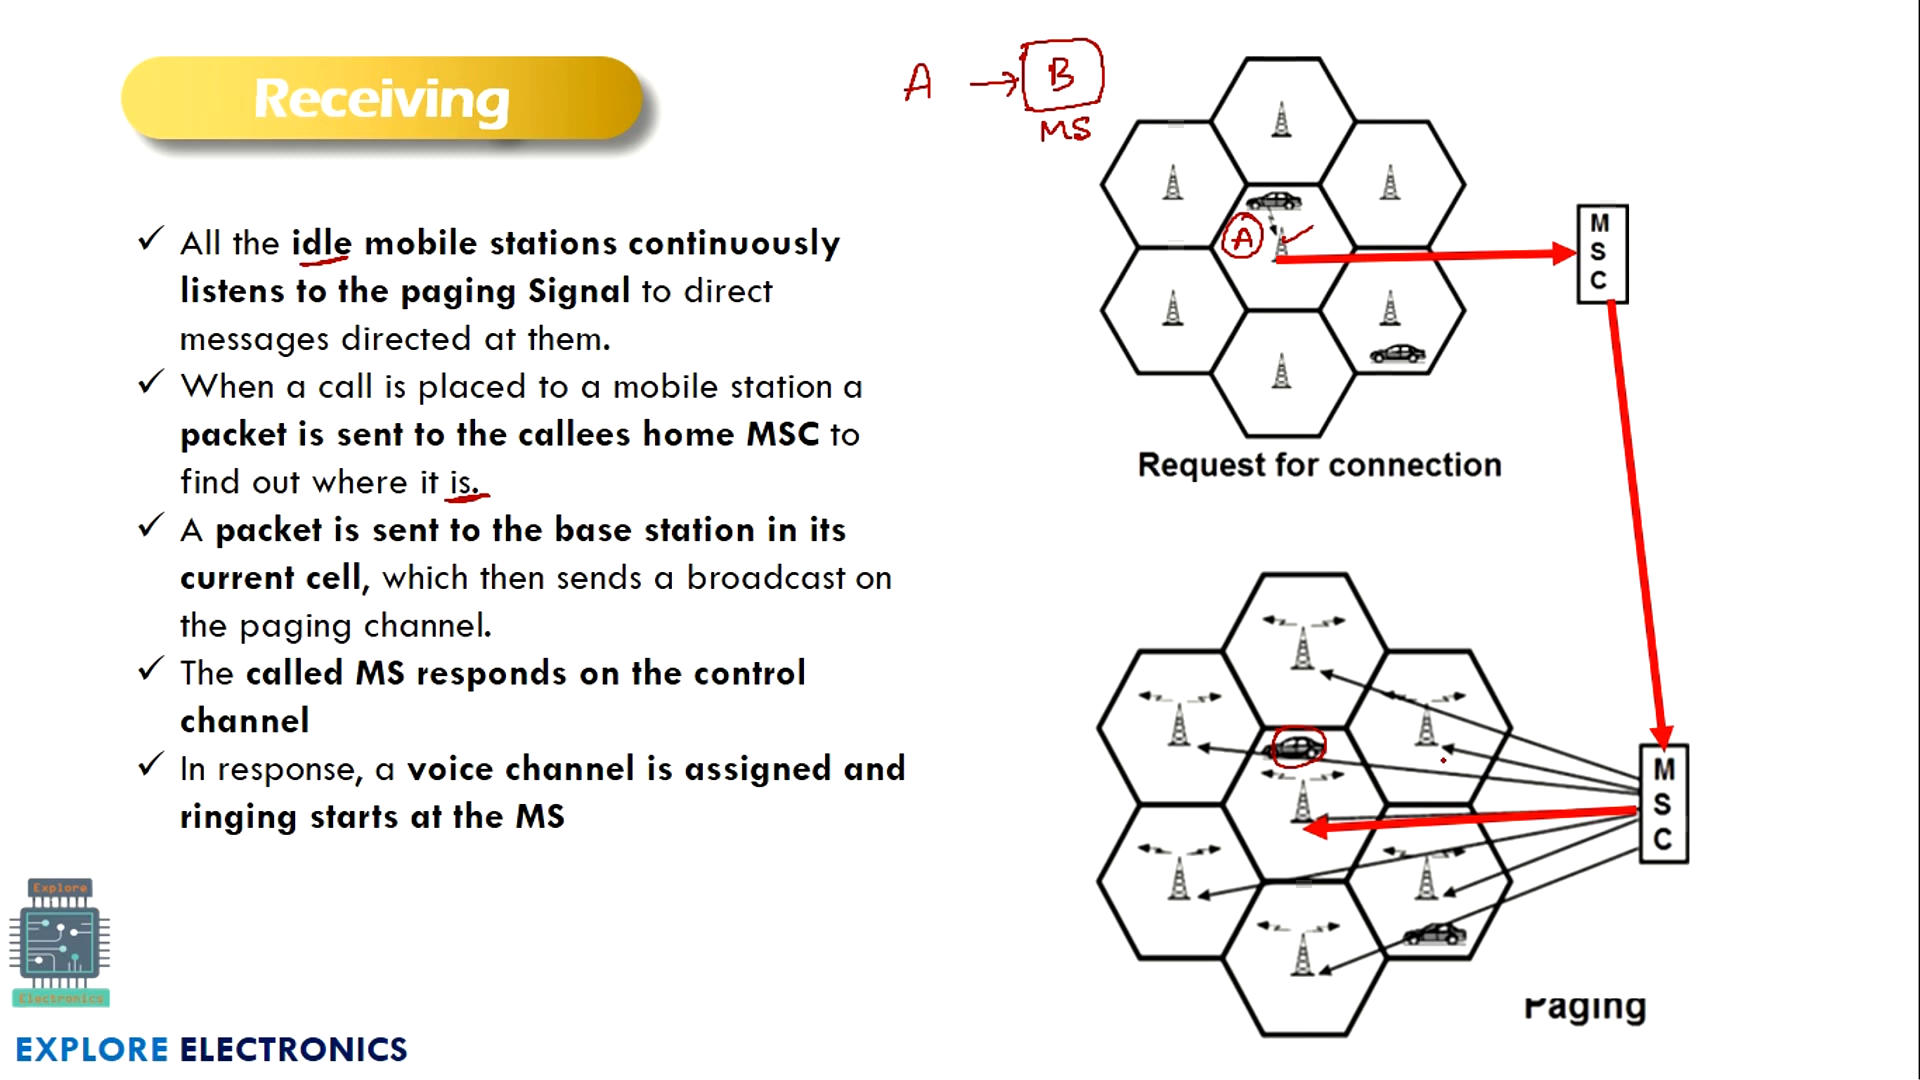 Receiving
✓ All the idle mobile stations continuously
listens to the paging Signal to direct
messages directed at them.
✓ When a call is placed to a mobile station a
packet is sent to the callees home MSC to
find out where it is.
✓ A packet is sent to the base station in its
current cell, which then sends a broadcast on
the paging channel.
✓ The called MS responds on the control
channel
✓ In response, a voice channel is assigned and
ringing starts at the MS
A → B
MS
A
M
S
C
Request for connection
M
S
C
Paging
Explore
Electronics
EXPLORE ELECTRONICS